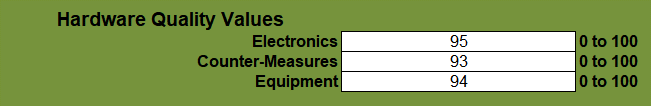 Hardware Quality Values
Electronics 95 0 to 100
Counter-Measures 93 0 to 100
Equipment 94 0 to 100